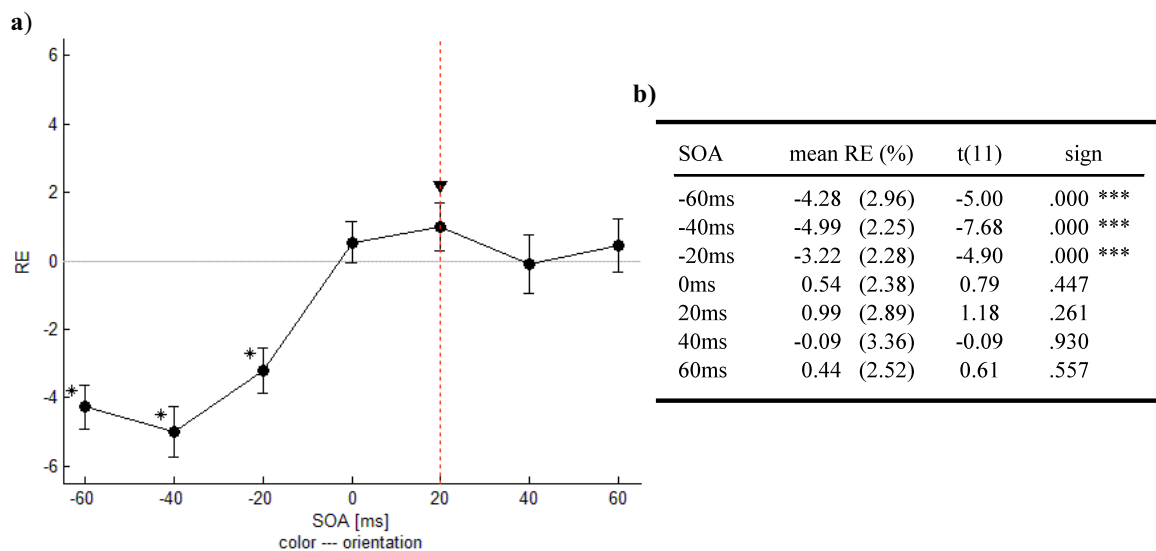 a)
6
4
2
0
-2
-4
-6
RE
-60 -40 -20 0 20 40 60
SOA [ms]
color --- orientation
b)
SOA mean RE (%) t(11) sign
-60ms -4.28 (2.96) -5.00 .000 ***
-40ms -4.99 (2.25) -7.68 .000 ***
-20ms -3.22 (2.28) -4.90 .000 ***
0ms 0.54 (2.38) 0.79 .447
20ms 0.99 (2.89) 1.18 .261
40ms -0.09 (3.36) -0.09 .930
60ms 0.44 (2.52) 0.61 .557